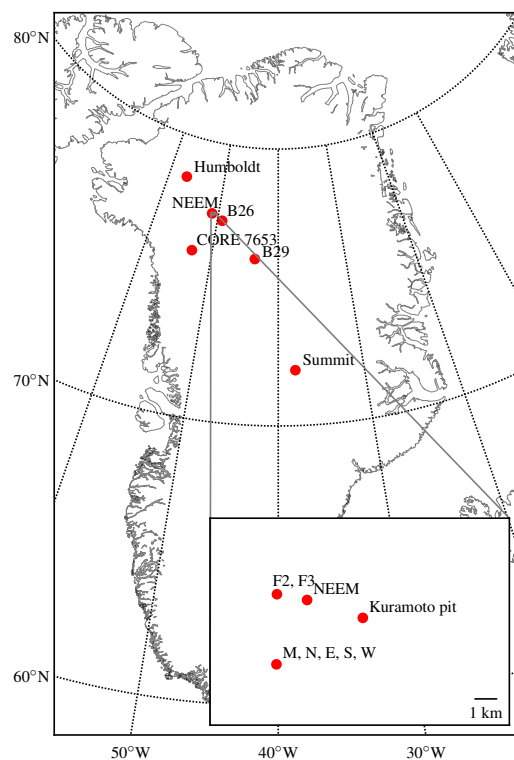 80°N
Humboldt
NEEM
B26
CORE 7653
B29
Summit
70°N
F2, F3
NEEM
Kuramoto pit
M, N, E, S, W
60°N
1 km
50°W
40°W
30°W